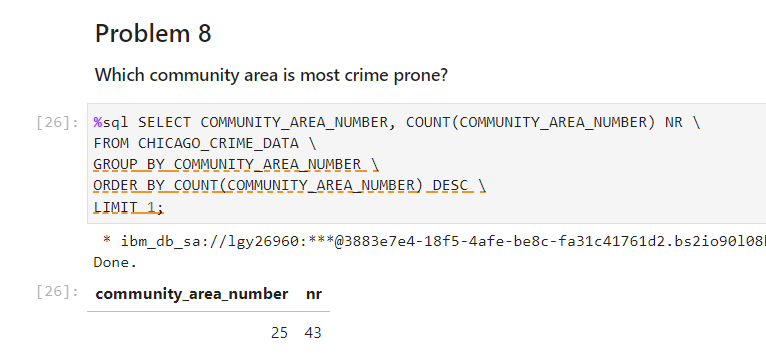 Problem 8
Which community area is most crime prone?
[26]: %sql SELECT COMMUNITY_AREA_NUMBER, COUNT(COMMUNITY_AREA_NUMBER) NR \
FROM CHICAGO_CRIME_DATA \
GROUP BY COMMUNITY_AREA_NUMBER \
ORDER BY COUNT(COMMUNITY_AREA_NUMBER) DESC \
LIMIT 1;
* ibm_db_sa://lgy26960:***@3883e7e4-18f5-4afe-be8c-fa31c41761d2.bs2io90l08
Done.
[26]: community_area_number nr
25 43